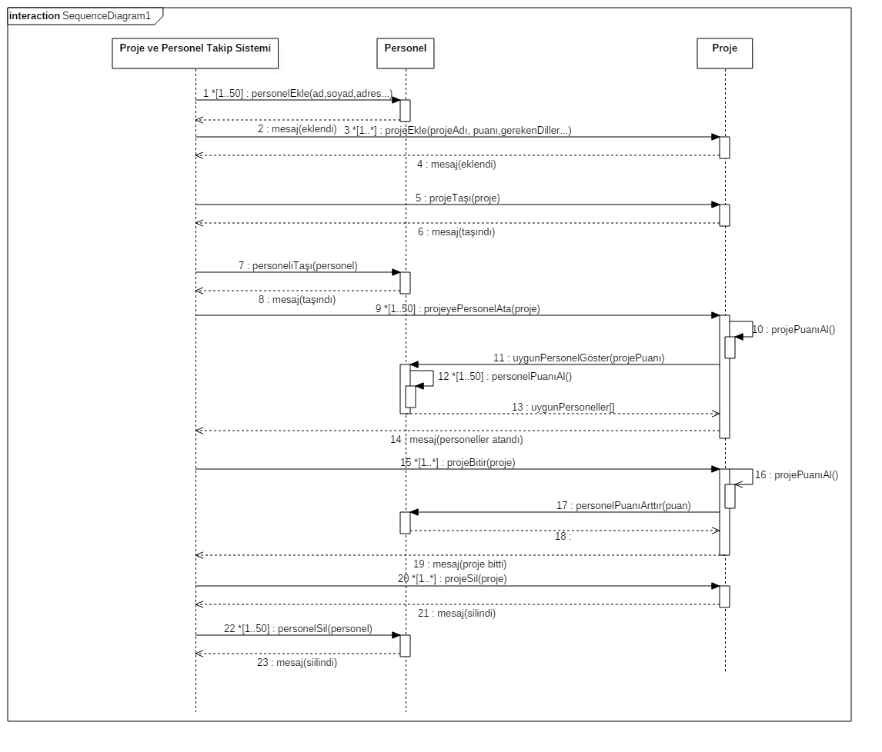 interaction SequenceDiagram1
Proje ve Personel Takip Sistemi
Personel
Proje
1 *[1..50] : personelEkle(ad,soyad,adres...)
2 : mesaj(eklendi)
3 *[1..*] : projeEkle(projeAdı, puanı,gerekenDiller...)
4 : mesaj(eklendi)
5 : projeTaşı(proje)
6 : mesaj(taşındı)
7 : personeliTaşı(personel)
8 : mesaj(taşındı)
9 *[1..50] : projeyePersonelAta(proje)
10 : projePuanıAl()
11 : uygunPersonelGöster(projePuanı)
12 *[1..50] : personelPuanıAl()
13 : uygunPersoneller[]
14 : mesaj(personeller atandı)
15 *[1..*] : projeBitir(proje)
16 : projePuanıAl()
17 : personelPuanıArttır(puan)
18 :
19 : mesaj(proje bitti)
20 *[1..*] : projeSil(proje)
21 : mesaj(silindi)
22 *[1..50] : personelSil(personel)
23 : mesaj(siilindi)